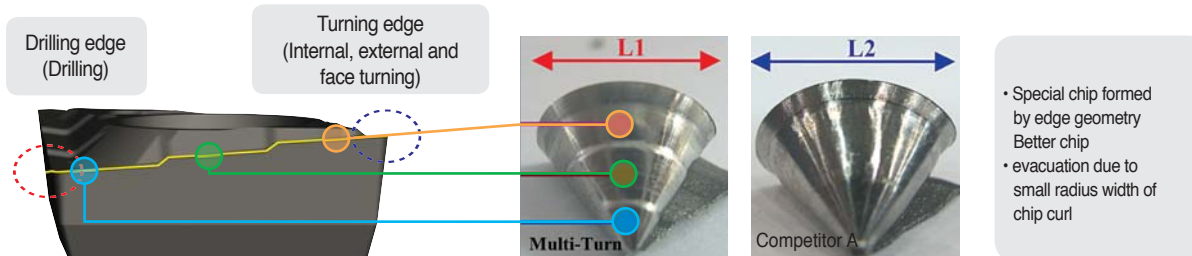 Drilling edge
(Drilling)
Turning edge
(Internal, external and
face turning)
L1
Multi-Turn
L2
Competitor A
• Special chip formed
by edge geometry
Better chip
• evacuation due to
small radius width of
chip curl